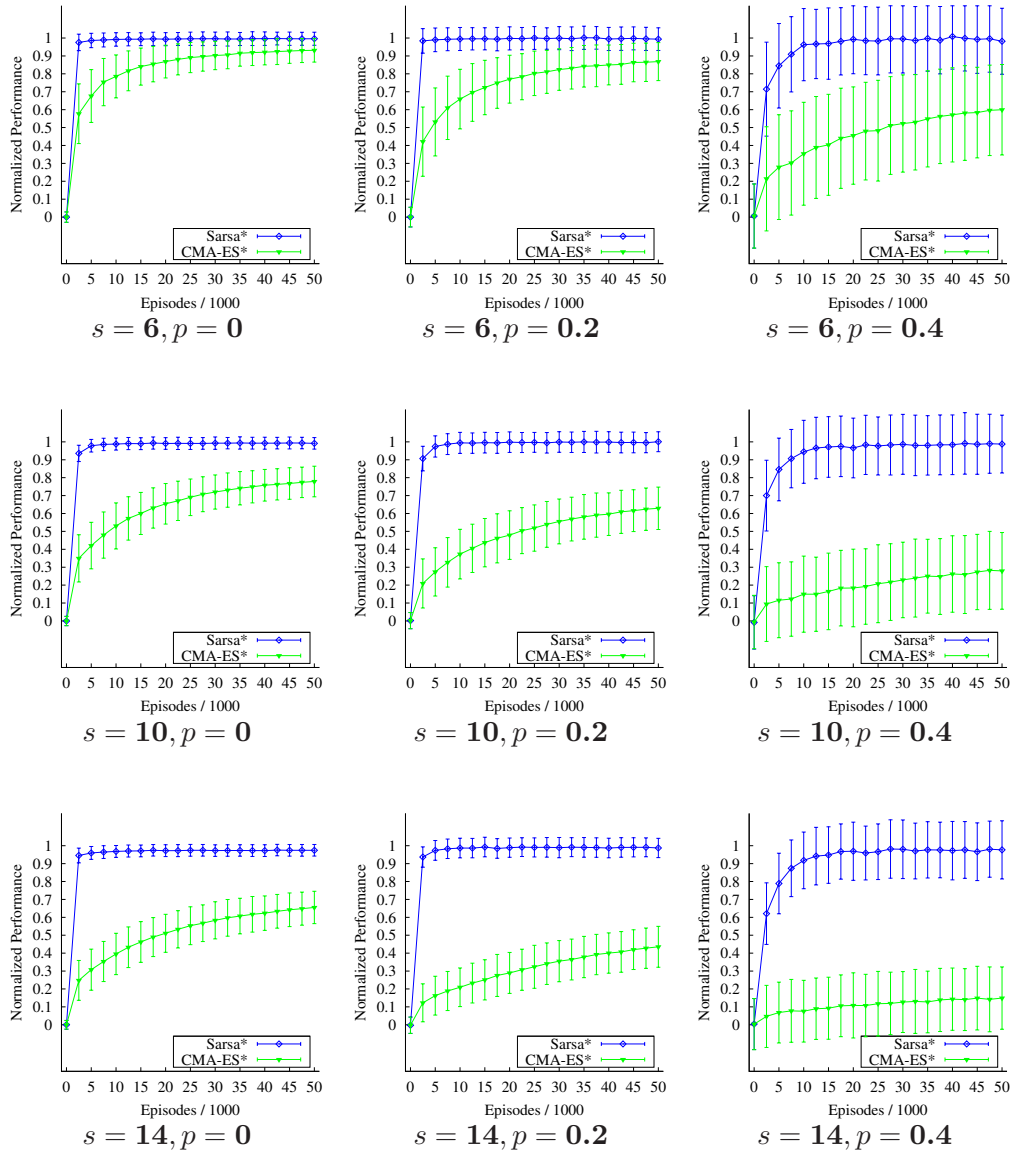 Normalized Performance
1
0.9
0.8
0.7
0.6
0.5
0.4
0.3
0.2
0.1
0
Sarsa*
CMA-ES*
0 5 10 15 20 25 30 35 40 45 50
Episodes / 1000
s = 6, p = 0
Normalized Performance
1
0.9
0.8
0.7
0.6
0.5
0.4
0.3
0.2
0.1
0
Sarsa*
CMA-ES*
0 5 10 15 20 25 30 35 40 45 50
Episodes / 1000
s = 6, p = 0.2
Normalized Performance
1
0.9
0.8
0.7
0.6
0.5
0.4
0.3
0.2
0.1
0
Sarsa*
CMA-ES*
0 5 10 15 20 25 30 35 40 45 50
Episodes / 1000
s = 6, p = 0.4
Normalized Performance
1
0.9
0.8
0.7
0.6
0.5
0.4
0.3
0.2
0.1
0
Sarsa*
CMA-ES*
0 5 10 15 20 25 30 35 40 45 50
Episodes / 1000
s = 10, p = 0
Normalized Performance
1
0.9
0.8
0.7
0.6
0.5
0.4
0.3
0.2
0.1
0
Sarsa*
CMA-ES*
0 5 10 15 20 25 30 35 40 45 50
Episodes / 1000
s = 10, p = 0.2
Normalized Performance
1
0.9
0.8
0.7
0.6
0.5
0.4
0.3
0.2
0.1
0
Sarsa*
CMA-ES*
0 5 10 15 20 25 30 35 40 45 50
Episodes / 1000
s = 10, p = 0.4
Normalized Performance
1
0.9
0.8
0.7
0.6
0.5
0.4
0.3
0.2
0.1
0
Sarsa*
CMA-ES*
0 5 10 15 20 25 30 35 40 45 50
Episodes / 1000
s = 14, p = 0
Normalized Performance
1
0.9
0.8
0.7
0.6
0.5
0.4
0.3
0.2
0.1
0
Sarsa*
CMA-ES*
0 5 10 15 20 25 30 35 40 45 50
Episodes / 1000
s = 14, p = 0.2
Normalized Performance
1
0.9
0.8
0.7
0.6
0.5
0.4
0.3
0.2
0.1
0
Sarsa*
CMA-ES*
0 5 10 15 20 25 30 35 40 45 50
Episodes / 1000
s = 14, p = 0.4